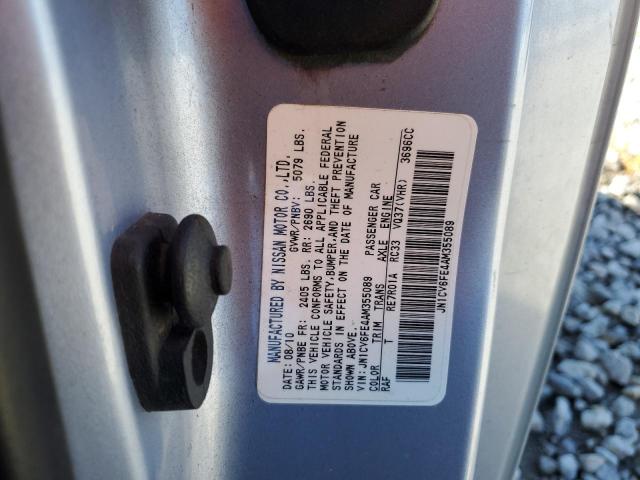 MANUFACTURED BY NISSAN MOTOR CO.,LTD.
DATE: 08/10 GVWR/PNBV: 5079 LBS.
GAWR/PNBE FR: 2405 LBS. RR: 2690 LBS.
THIS VEHICLE CONFORMS TO ALL APPLICABLE FEDERAL
MOTOR VEHICLE SAFETY,BUMPER,AND THEFT PREVENTION
STANDARDS IN EFFECT ON THE DATE OF MANUFACTURE
SHOWN ABOVE.
VIN:JN1CV6FE4AM355089 PASSENGER CAR
COLOR TRIM TRANS AXLE ENGINE
RAF T RE7R01A RC33 VQ37(VHR) 3696CC
JN1CV6FE4AM355089